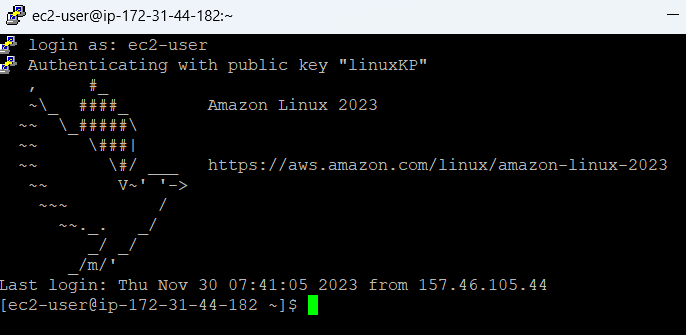 ec2-user@ip-172-31-44-182:~
login as: ec2-user
Authenticating with public key "linuxKP"
   ,     #_
   ~\_  ####_        Amazon Linux 2023
  ~~  \_#####\
  ~~     \###|
  ~~       \#/ ___   https://aws.amazon.com/linux/amazon-linux-2023
   ~~       V~' '->
    ~~~         /
      ~~._.   _/
         _/ _/
       _/m/'
Last login: Thu Nov 30 07:41:05 2023 from 157.46.105.44
[ec2-user@ip-172-31-44-182 ~]$